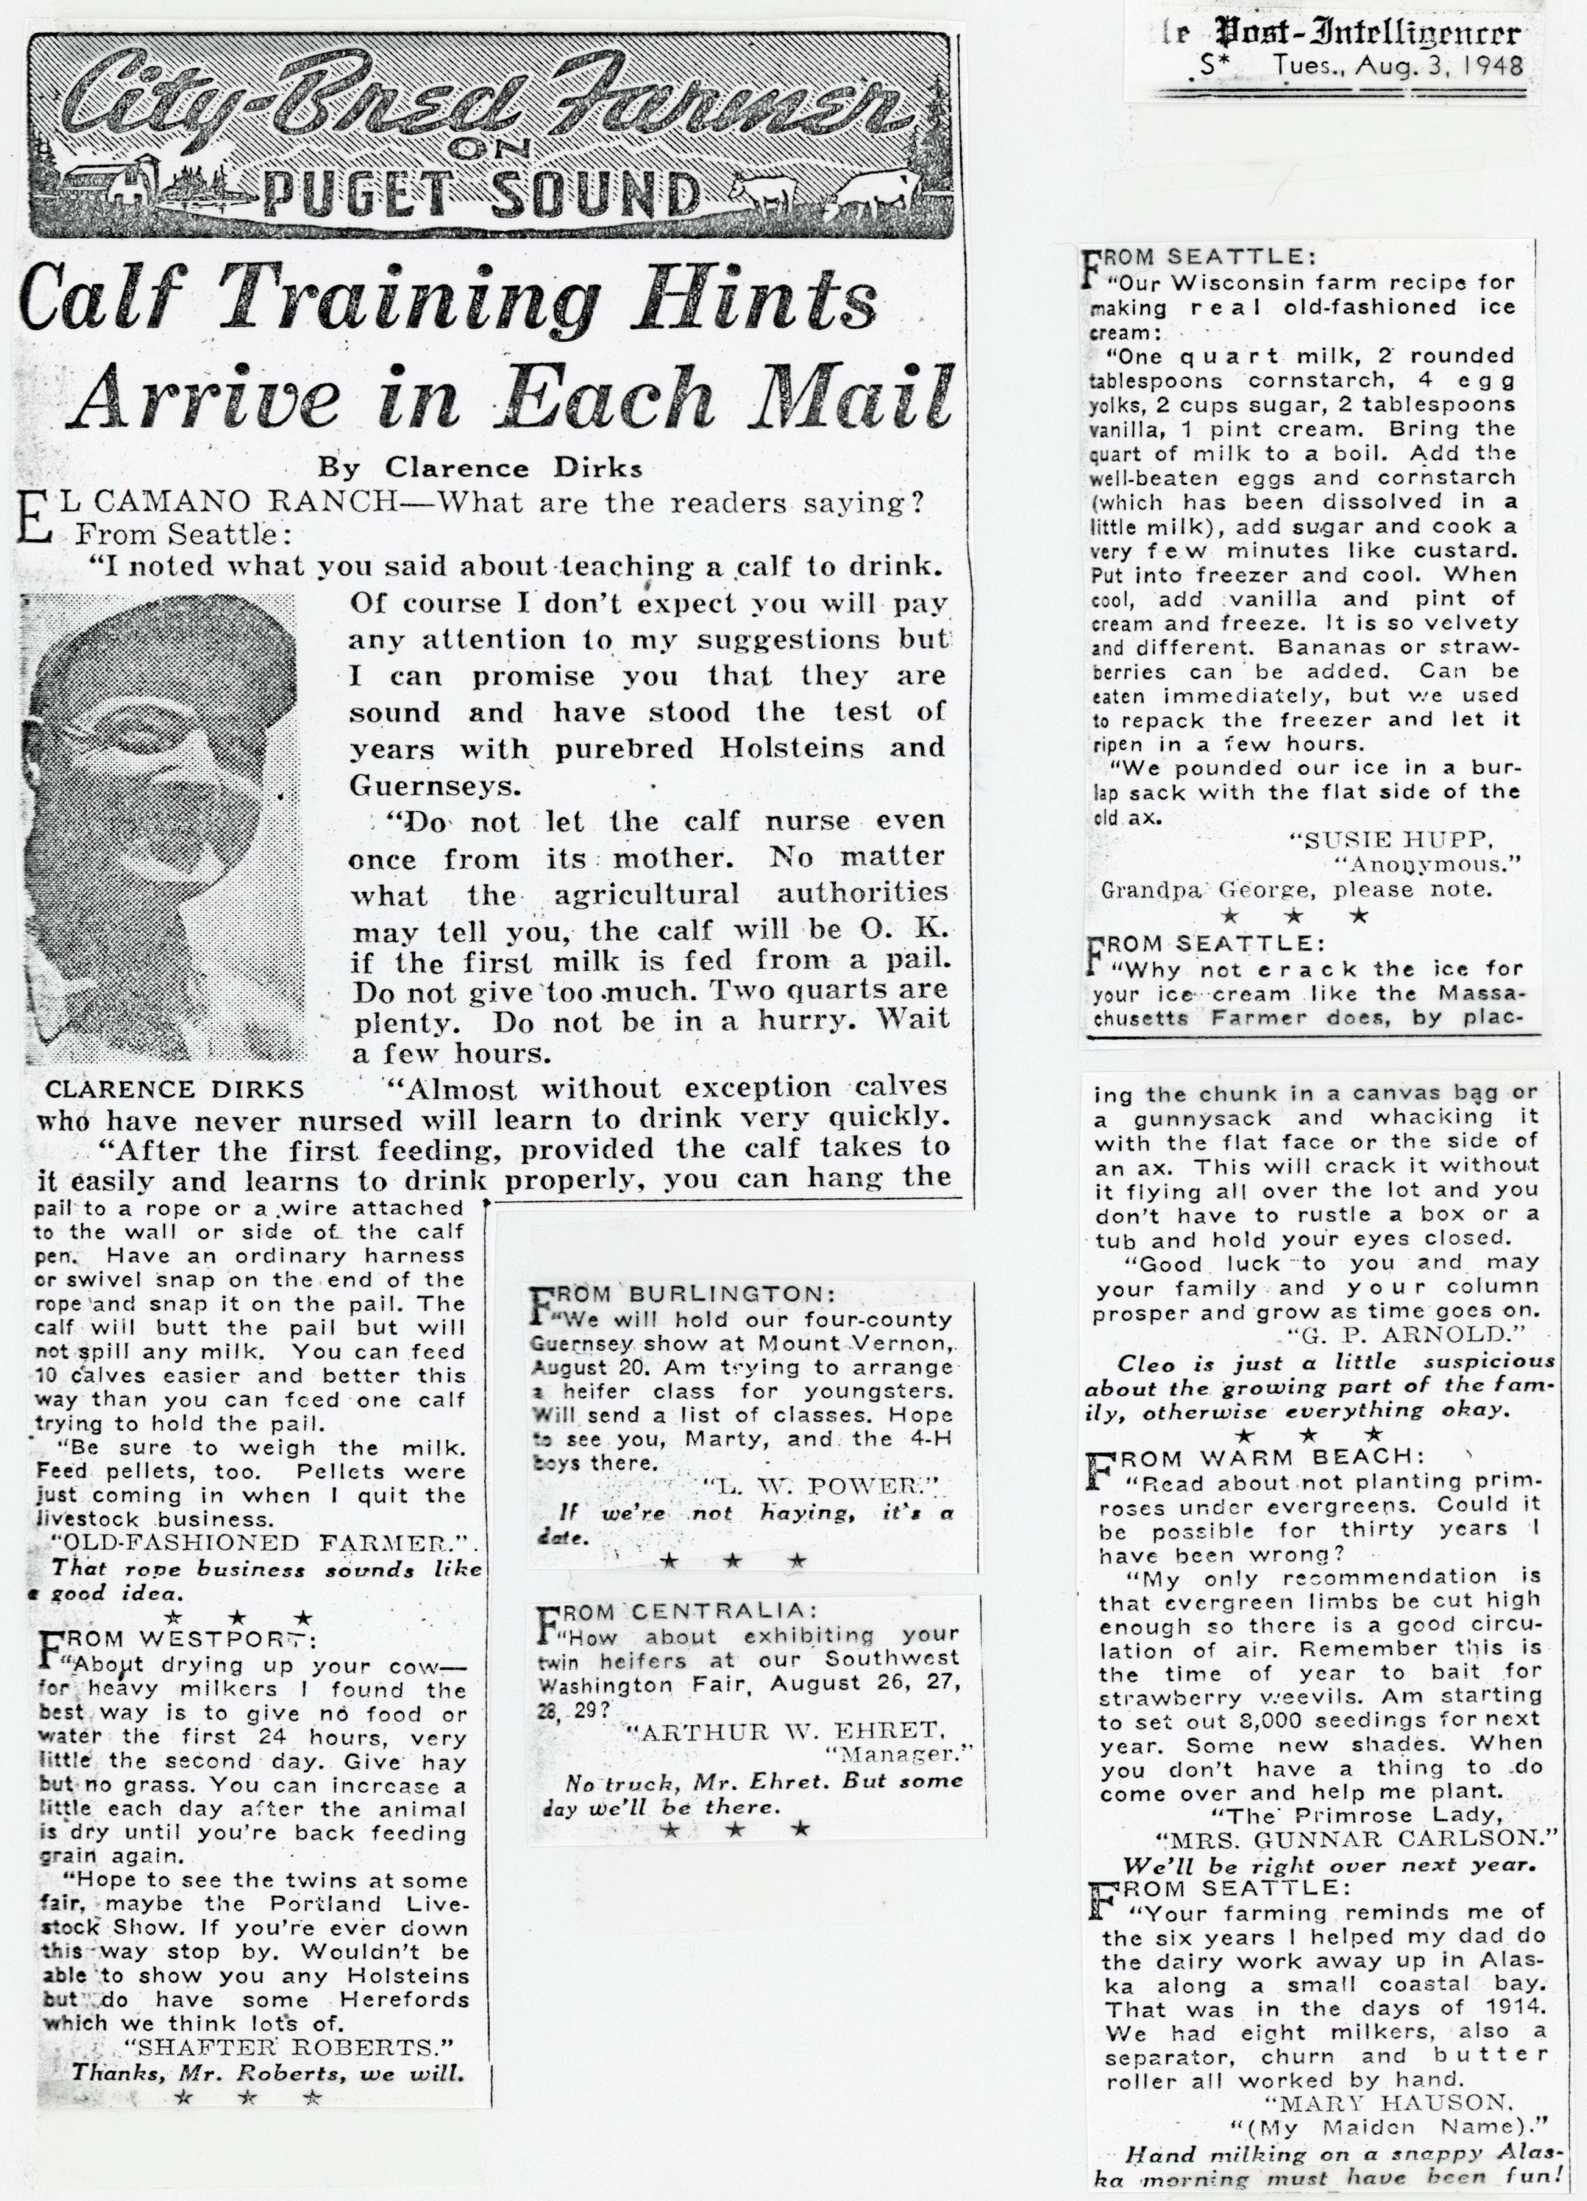 City-Bred Farmer
ON
PUGET SOUND
Calf Training Hints
Arrive in Each Mail
By Clarence Dirks
EL CAMANO RANCH—What are the readers saying?
From Seattle:
"I noted what you said about teaching a calf to drink.
Of course I don't expect you will pay
any attention to my suggestions but
I can promise you that they are
sound and have stood the test of
years with purebred Holsteins and
Guernseys.
"Do not let the calf nurse even
once from its mother. No matter
what the agricultural authorities
may tell you, the calf will be O. K.
if the first milk is fed from a pail.
Do not give too much. Two quarts are
plenty. Do not be in a hurry. Wait
a few hours.
CLARENCE DIRKS
"Almost without exception calves
who have never nursed will learn to drink very quickly.
"After the first feeding, provided the calf takes to
it easily and learns to drink properly, you can hang the
pail to a rope or a wire attached
to the wall or side of the calf
pen. Have an ordinary harness
or swivel snap on the end of the
rope and snap it on the pail. The
calf will butt the pail but will
not spill any milk. You can feed
10 calves easier and better this
way than you can feed one calf
trying to hold the pail.
"Be sure to weigh the milk.
Feed pellets, too. Pellets were
just coming in when I quit the
livestock business.
"OLD-FASHIONED FARMER."
That rope business sounds like
a good idea.
★ ★ ★
FROM WESTPORT:
"About drying up your cow—
for heavy milkers I found the
best way is to give no food or
water the first 24 hours, very
little the second day. Give hay
but no grass. You can increase a
little each day after the animal
is dry until you're back feeding
grain again.
"Hope to see the twins at some
fair, maybe the Portland Live-
stock Show. If you're ever down
this way stop by. Wouldn't be
able to show you any Holsteins
but do have some Herefords
which we think lots of.
"SHAFTER ROBERTS."
Thanks, Mr. Roberts, we will.
★ ★ ★
FROM BURLINGTON:
"We will hold our four-county
Guernsey show at Mount Vernon,
August 20. Am trying to arrange
a heifer class for youngsters.
Will send a list of classes. Hope
to see you, Marty, and the 4-H
boys there.
"L. W. POWER."
If we're not haying, it's a
date.
★ ★ ★
FROM CENTRALIA:
"How about exhibiting your
twin heifers at our Southwest
Washington Fair, August 26, 27,
28, 29?
"ARTHUR W. EHRET,
"Manager."
No truck, Mr. Ehret. But some
day we'll be there.
★ ★ ★
le Post-Intelligencer
S* Tues., Aug. 3, 1948
FROM SEATTLE:
"Our Wisconsin farm recipe for
making real old-fashioned ice
cream:
"One quart milk, 2 rounded
tablespoons cornstarch, 4 egg
yolks, 2 cups sugar, 2 tablespoons
vanilla, 1 pint cream. Bring the
quart of milk to a boil. Add the
well-beaten eggs and cornstarch
(which has been dissolved in a
little milk), add sugar and cook a
very few minutes like custard.
Put into freezer and cool. When
cool, add vanilla and pint of
cream and freeze. It is so velvety
and different. Bananas or straw-
berries can be added. Can be
eaten immediately, but we used
to repack the freezer and let it
ripen in a few hours.
"We pounded our ice in a bur-
lap sack with the flat side of the
old ax.
"SUSIE HUPP,
"Anonymous."
Grandpa George, please note.
★ ★ ★
FROM SEATTLE:
"Why not crack the ice for
your ice cream like the Massa-
chusetts Farmer does, by plac-
ing the chunk in a canvas bag or
a gunnysack and whacking it
with the flat face or the side of
an ax. This will crack it without
it flying all over the lot and you
don't have to rustle a box or a
tub and hold your eyes closed.
"Good luck to you and may
your family and your column
prosper and grow as time goes on.
"G. P. ARNOLD."
Cleo is just a little suspicious
about the growing part of the fam-
ily, otherwise everything okay.
★ ★ ★
FROM WARM BEACH:
"Read about not planting prim-
roses under evergreens. Could it
be possible for thirty years I
have been wrong?
"My only recommendation is
that evergreen limbs be cut high
enough so there is a good circu-
lation of air. Remember this is
the time of year to bait for
strawberry weevils. Am starting
to set out 8,000 seedings for next
year. Some new shades. When
you don't have a thing to do
come over and help me plant.
"The Primrose Lady,
"MRS. GUNNAR CARLSON."
We'll be right over next year.
FROM SEATTLE:
"Your farming reminds me of
the six years I helped my dad do
the dairy work away up in Alas-
ka along a small coastal bay.
That was in the days of 1914.
We had eight milkers, also a
separator, churn and butter
roller all worked by hand.
"MARY HAUSON,
"(My Maiden Name)."
Hand milking on a snappy Alas-
ka morning must have been fun!